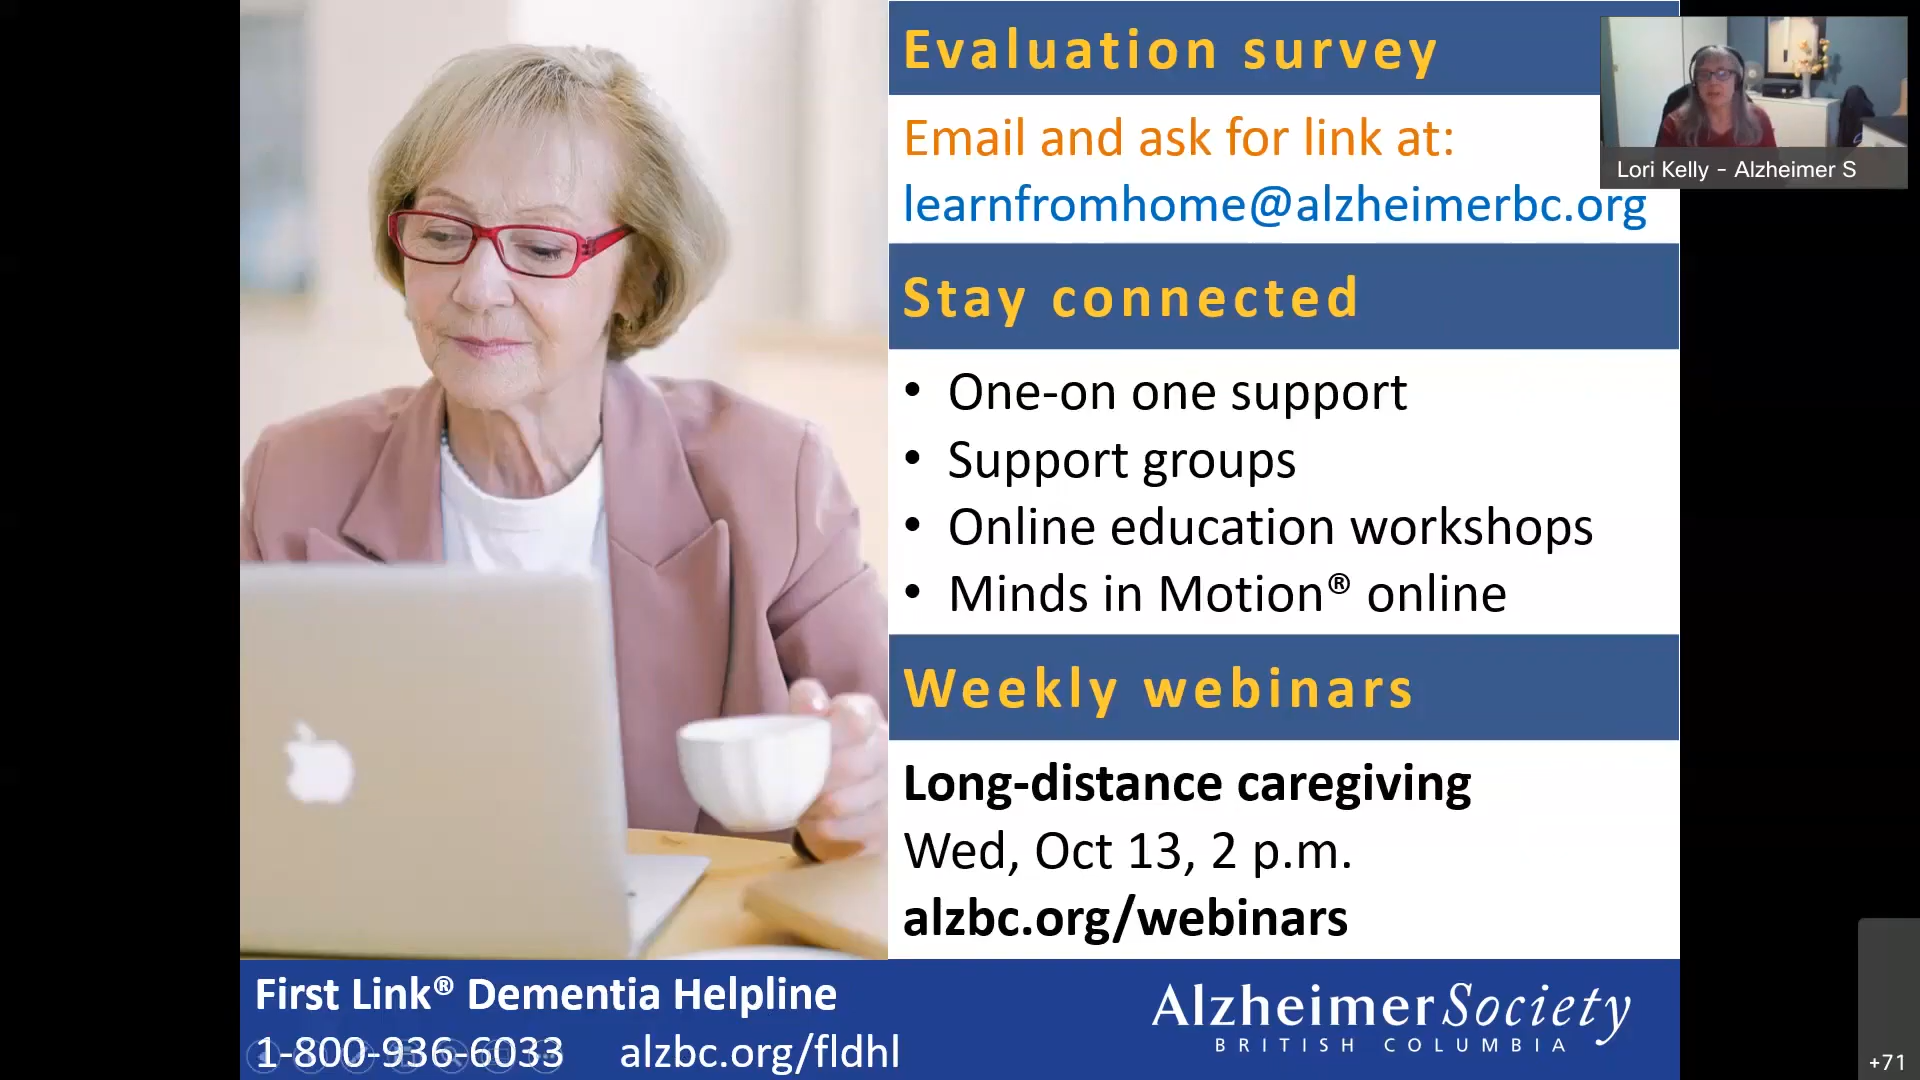 Evaluation survey
Email and ask for link at:
learnfromhome@alzheimerbc.org
Stay connected
• One-on one support
• Support groups
• Online education workshops
• Minds in Motion® online
Weekly webinars
Long-distance caregiving
Wed, Oct 13, 2 p.m.
alzbc.org/webinars
First Link® Dementia Helpline
1-800-936-6033 alzbc.org/fldhl
AlzheimerSociety
BRITISH COLUMBIA
Lori Kelly - Alzheimer S
+71